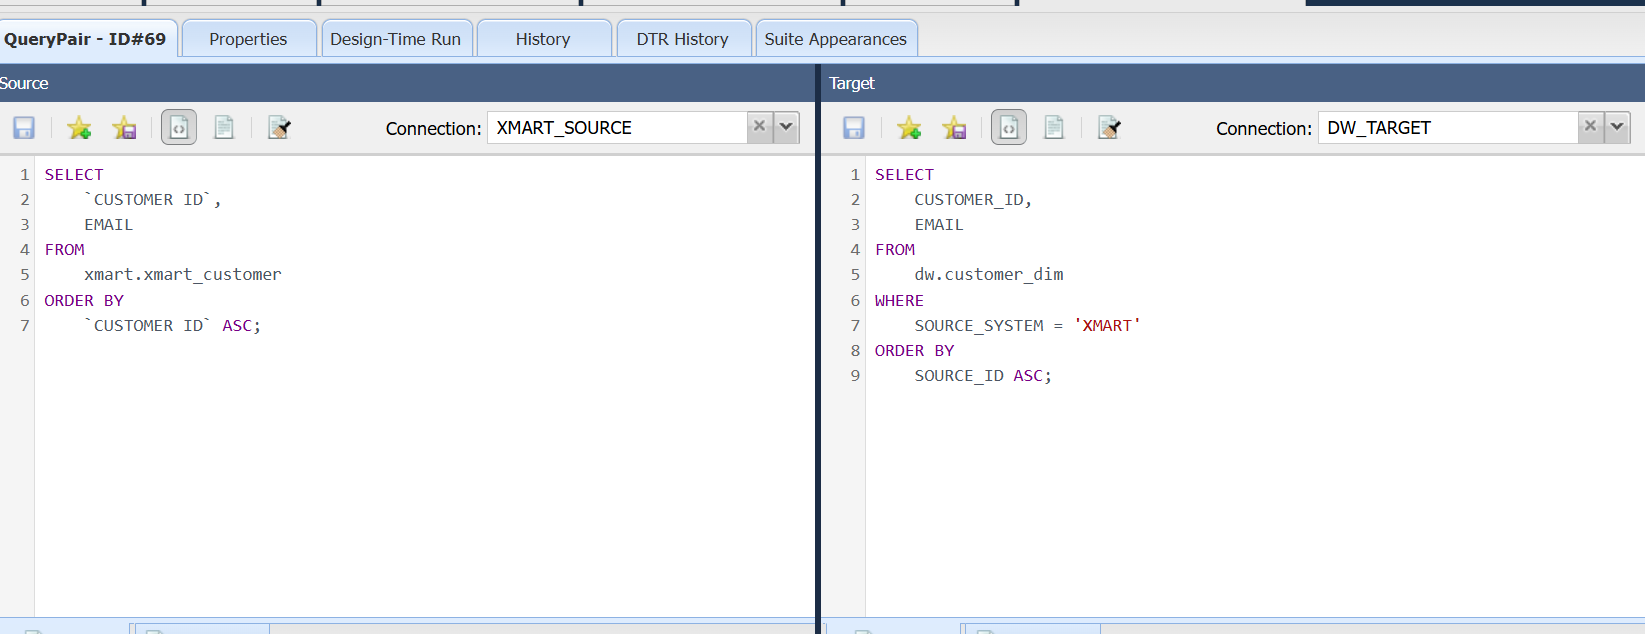 QueryPair - ID#69 Properties Design-Time Run History DTR History Suite Appearances
Source
Connection: XMART_SOURCE
1 SELECT
2 `CUSTOMER ID`,
3 EMAIL
4 FROM
5 xmart.xmart_customer
6 ORDER BY
7 `CUSTOMER ID` ASC;
Target
Connection: DW_TARGET
1 SELECT
2 CUSTOMER_ID,
3 EMAIL
4 FROM
5 dw.customer_dim
6 WHERE
7 SOURCE_SYSTEM = 'XMART'
8 ORDER BY
9 SOURCE_ID ASC;